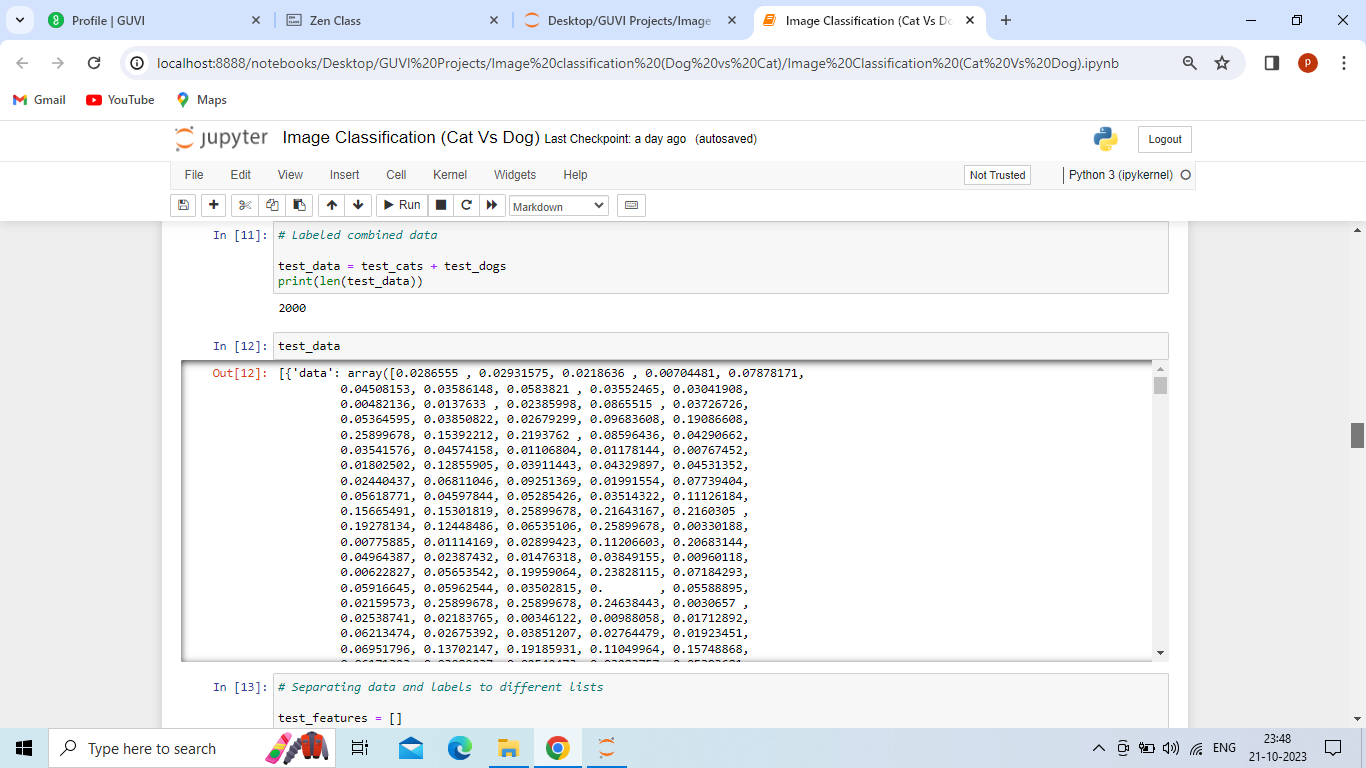 Profile | GUVI
Zen Class
Desktop/GUVI Projects/Image
Image Classification (Cat Vs Do
localhost:8888/notebooks/Desktop/GUVI%20Projects/Image%20classification%20(Dog%20vs%20Cat)/Image%20Classification%20(Cat%20Vs%20Dog).ipynb
p
Gmail
YouTube
Maps
jupyter Image Classification (Cat Vs Dog) Last Checkpoint: a day ago (autosaved)
Logout
File Edit View Insert Cell Kernel Widgets Help
Not Trusted
Python 3 (ipykernel)
Run
Markdown
In [11]: # Labeled combined data
test_data = test_cats + test_dogs
print(len(test_data))
2000
In [12]: test_data
Out[12]: [{'data': array([0.0286555 , 0.02931575, 0.0218636 , 0.00704481, 0.07878171,
0.04508153, 0.03586148, 0.0583821 , 0.03552465, 0.03041908,
0.00482136, 0.0137633 , 0.02385998, 0.0865515 , 0.03726726,
0.05364595, 0.03850822, 0.02679299, 0.09683608, 0.19086608,
0.25899678, 0.15392212, 0.2193762 , 0.08596436, 0.04290662,
0.03541576, 0.04574158, 0.01106804, 0.01178144, 0.00767452,
0.01802502, 0.12855905, 0.03911443, 0.04329897, 0.04531352,
0.02440437, 0.06811046, 0.09251369, 0.01991554, 0.07739404,
0.05618771, 0.04597844, 0.05285426, 0.03514322, 0.11126184,
0.15665491, 0.15301819, 0.25899678, 0.21643167, 0.2160305 ,
0.19278134, 0.12448486, 0.06535106, 0.25899678, 0.00330188,
0.00775885, 0.01114169, 0.02899423, 0.11206603, 0.20683144,
0.04964387, 0.02387432, 0.01476318, 0.03849155, 0.00960118,
0.00622827, 0.05653542, 0.19959064, 0.23828115, 0.07184293,
0.05916645, 0.05962544, 0.03502815, 0. , 0.05588895,
0.02159573, 0.25899678, 0.25899678, 0.24638443, 0.0030657 ,
0.02538741, 0.02183765, 0.00346122, 0.00988058, 0.01712892,
0.06213474, 0.02675392, 0.03851207, 0.02764479, 0.01923451,
0.06951796, 0.13702147, 0.19185931, 0.11049964, 0.15748868,
In [13]: # Separating data and labels to different lists
test_features = []
Type here to search
ENG
23:48
21-10-2023